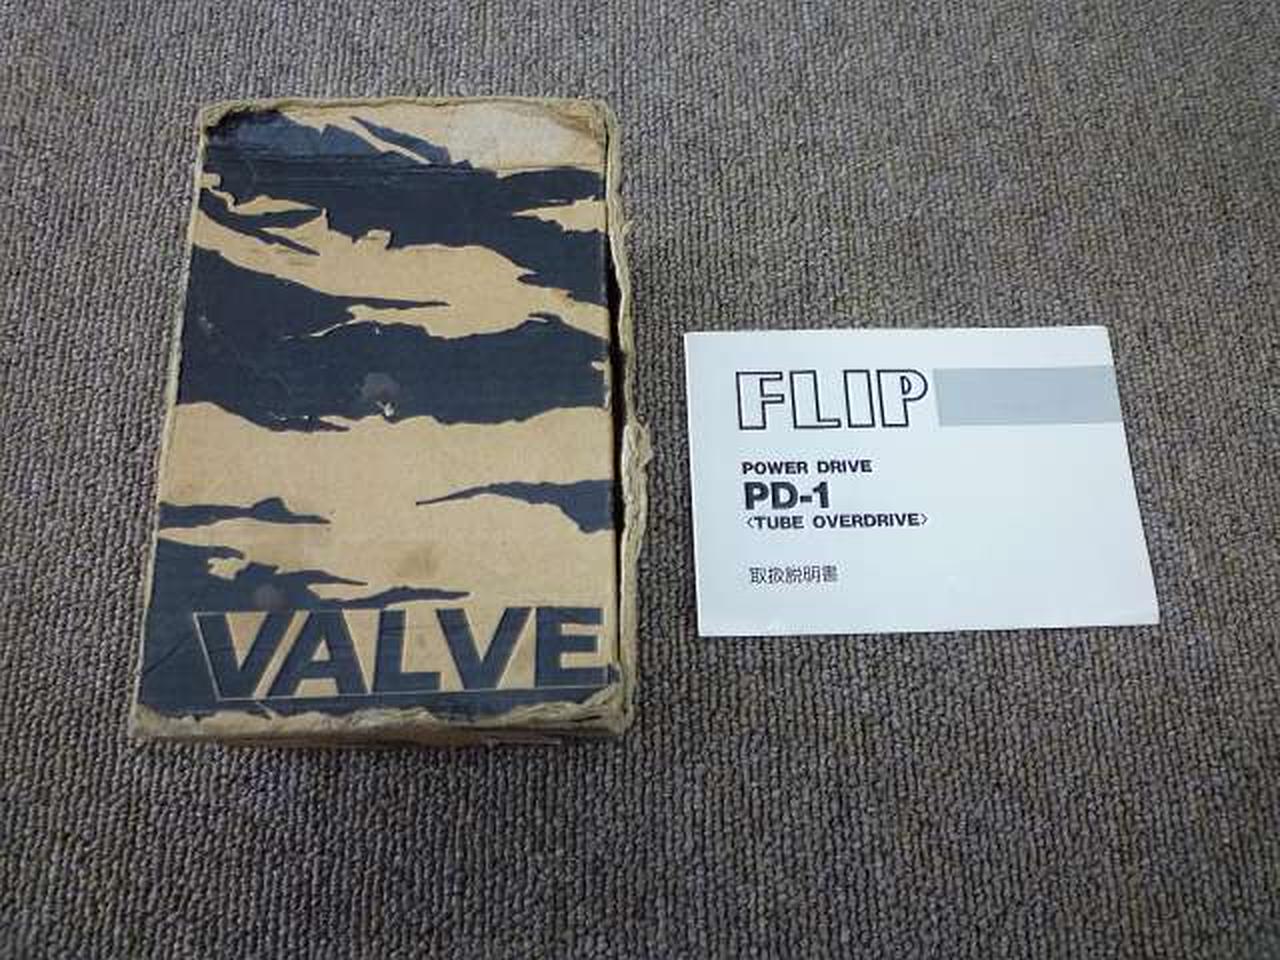 VALVE
FLIP
POWER DRIVE
PD-1
〈TUBE OVERDRIVE〉
取扱説明書